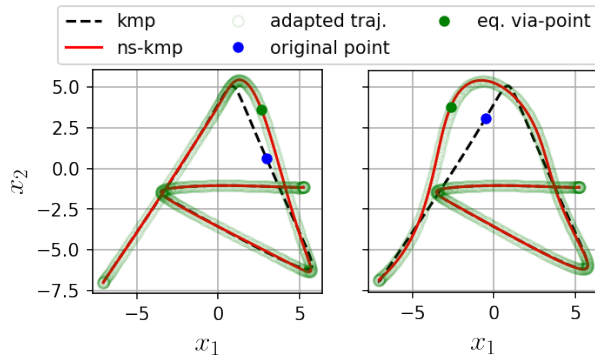 kmp
adapted traj.
eq. via-point
ns-kmp
original point
5.0
2.5
0.0
−2.5
−5.0
−7.5
x2
−5
0
5
−5
0
5
x1
x1